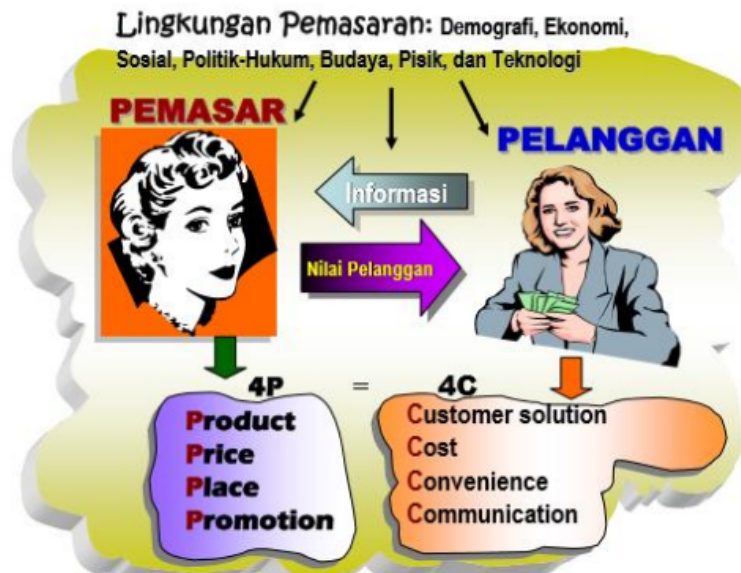 Lingkungan Pemasaran: Demografi, Ekonomi,
Sosial, Politik-Hukum, Budaya, Pisik, dan Teknologi
PEMASAR
PELANGGAN
Informasi
Nilai Pelanggan
4P = 4C
Product
Price
Place
Promotion
Customer solution
Cost
Convenience
Communication